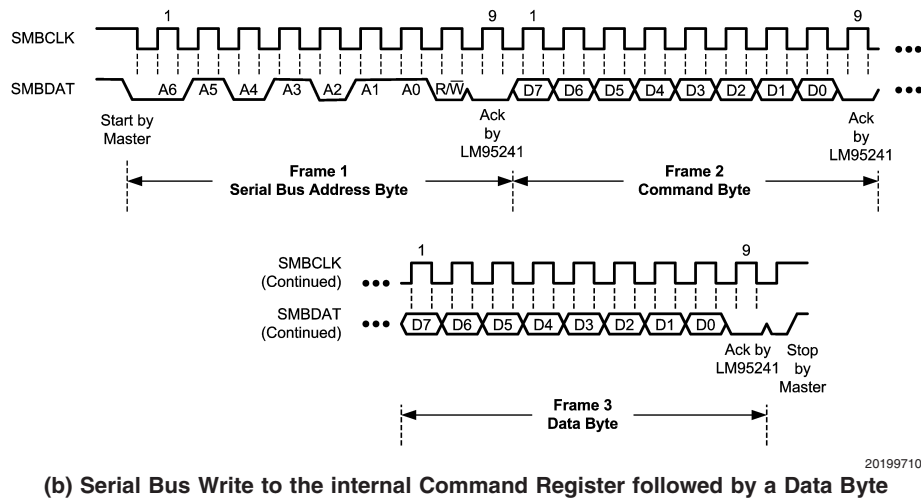 1 9 1 9
SMBCLK
SMBDAT A6 A5 A4 A3 A2 A1 A0 R/W̅ D7 D6 D5 D4 D3 D2 D1 D0
Start by
Master
Ack
by
LM95241
Ack
by
LM95241
Frame 1
Serial Bus Address Byte
Frame 2
Command Byte
1 9
SMBCLK
(Continued)
SMBDAT
(Continued)
D7 D6 D5 D4 D3 D2 D1 D0
Ack by
LM95241
Stop
by
Master
Frame 3
Data Byte
20199710
(b) Serial Bus Write to the internal Command Register followed by a Data Byte